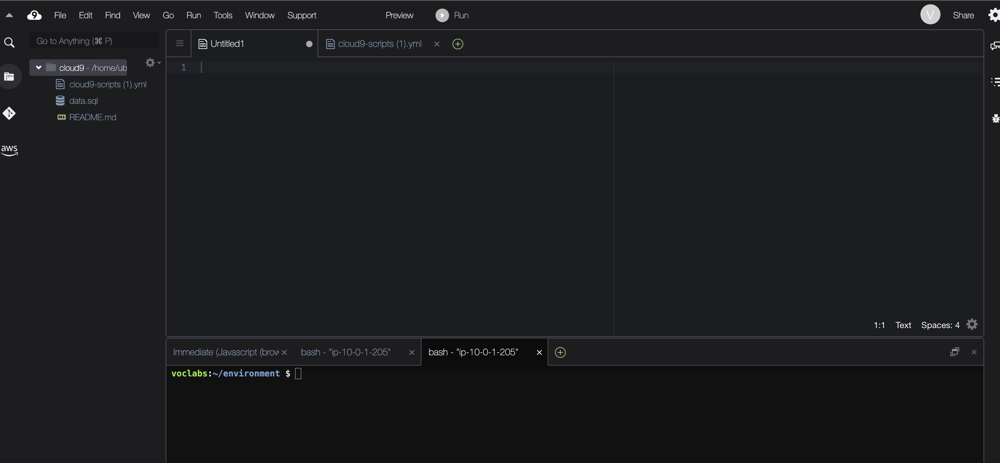 9 File Edit Find View Go Run Tools Window Support Preview Run V Share
Go to Anything (⌘ P)
Untitled1
cloud9-scripts (1).yml
cloud9 - /home/ub
cloud9-scripts (1).yml
data.sql
README.md
aws
1
1:1 Text Spaces: 4
Immediate (Javascript (brow
bash - "ip-10-0-1-205"
bash - "ip-10-0-1-205"
voclabs:~/environment $